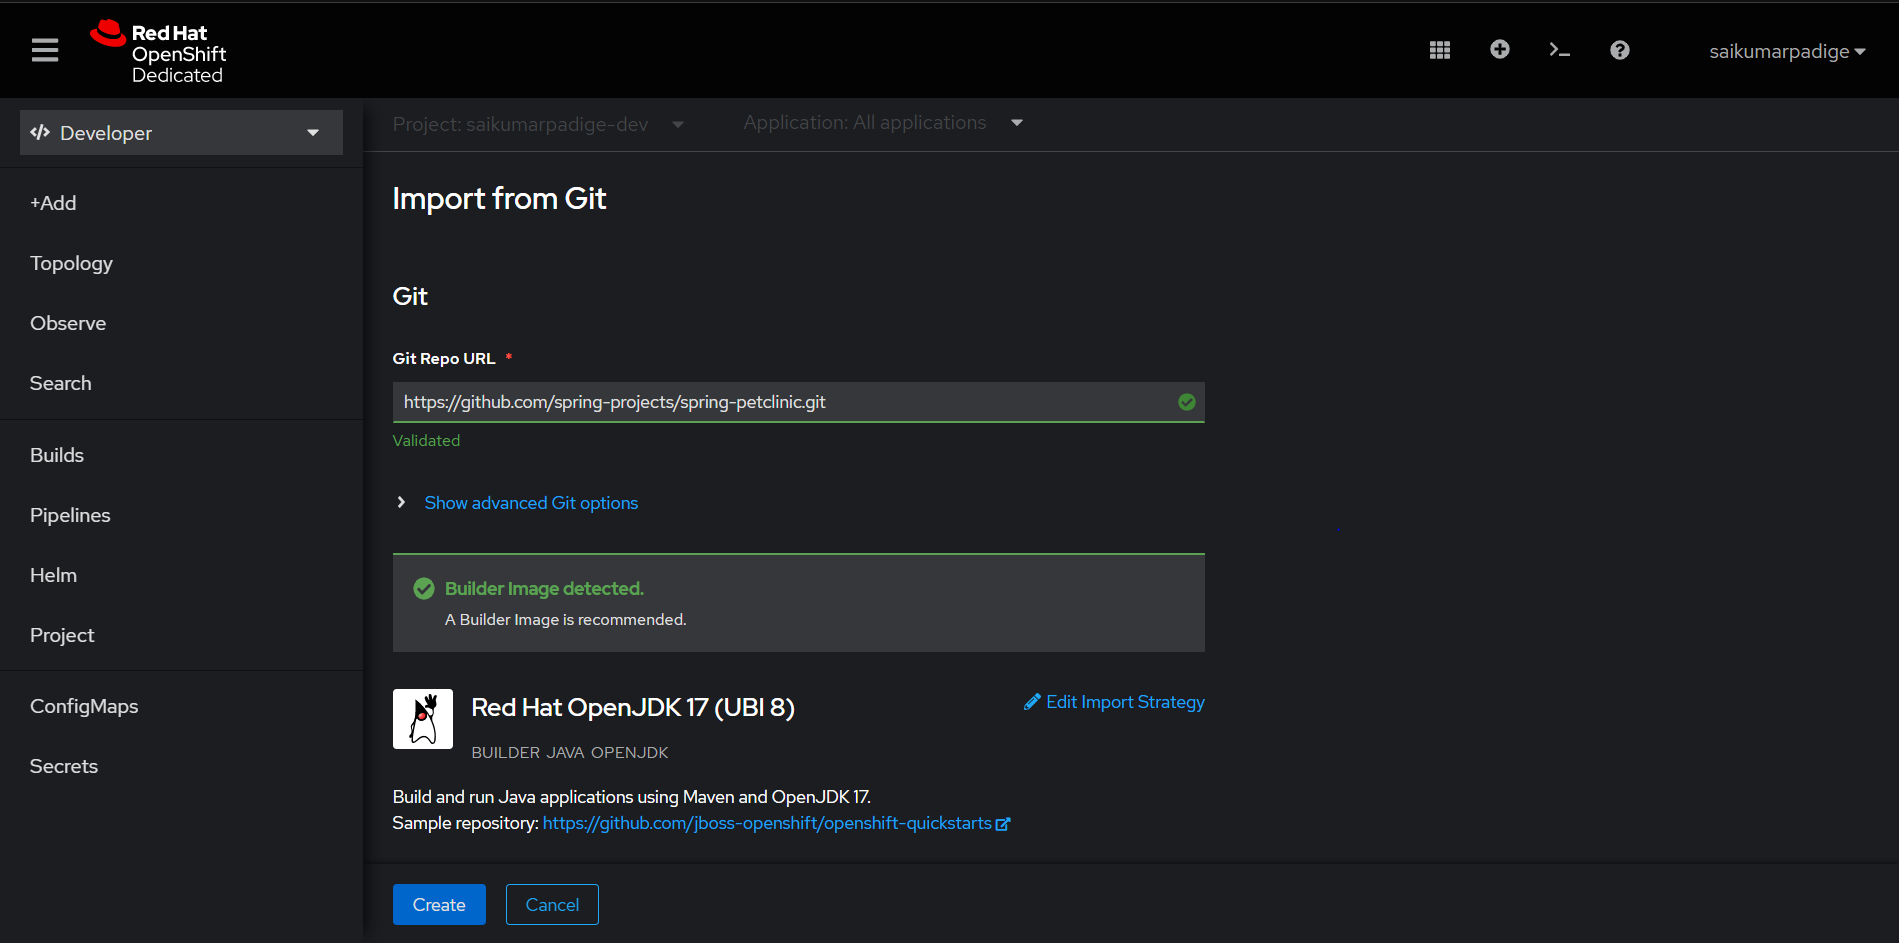 Red Hat
OpenShift
Dedicated
saikumarpadige
Developer
+Add
Topology
Observe
Search
Builds
Pipelines
Helm
Project
ConfigMaps
Secrets
Project: saikumarpadige-dev
Application: All applications
Import from Git
Git
Git Repo URL *
https://github.com/spring-projects/spring-petclinic.git
Validated
Show advanced Git options
Builder Image detected.
A Builder Image is recommended.
Red Hat OpenJDK 17 (UBI 8)
Edit Import Strategy
BUILDER JAVA OPENJDK
Build and run Java applications using Maven and OpenJDK 17.
Sample repository: https://github.com/jboss-openshift/openshift-quickstarts
Create
Cancel